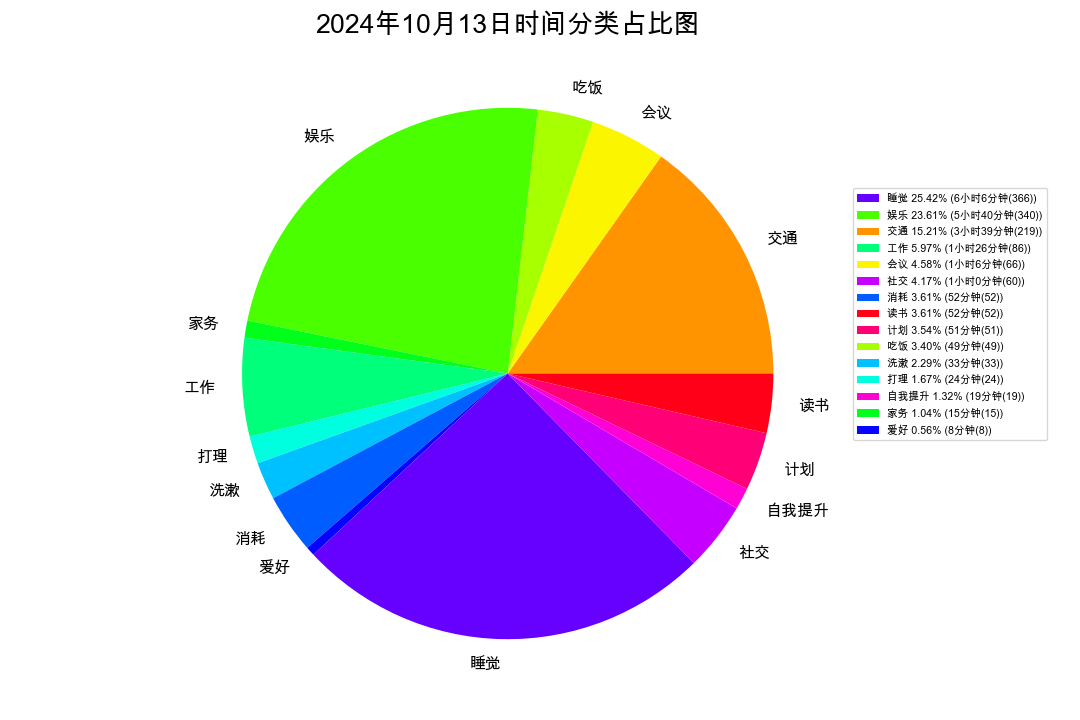 2024年10月13日时间分类占比图
吃饭
会议
娱乐
交通
家务
工作
读书
打理
计划
洗漱
自我提升
消耗
社交
爱好
睡觉
睡觉 25.42% (6小时6分钟(366))
娱乐 23.61% (5小时40分钟(340))
交通 15.21% (3小时39分钟(219))
工作 5.97% (1小时26分钟(86))
会议 4.58% (1小时6分钟(66))
社交 4.17% (1小时0分钟(60))
消耗 3.61% (52分钟(52))
读书 3.61% (52分钟(52))
计划 3.54% (51分钟(51))
吃饭 3.40% (49分钟(49))
洗漱 2.29% (33分钟(33))
打理 1.67% (24分钟(24))
自我提升 1.32% (19分钟(19))
家务 1.04% (15分钟(15))
爱好 0.56% (8分钟(8))